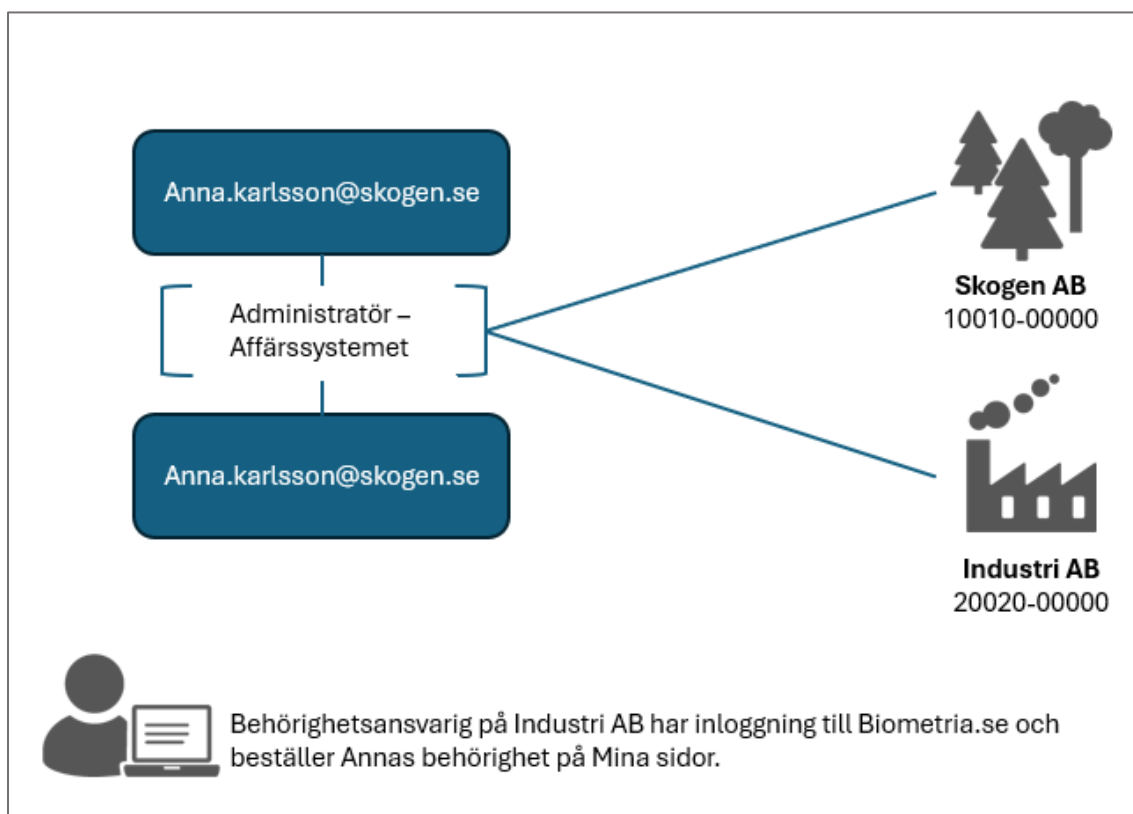 Anna.karlsson@skogen.se
Administratör –
Affärssystemet
Anna.karlsson@skogen.se
Skogen AB
10010-00000
Industri AB
20020-00000
Behörighetsansvarig på Industri AB har inloggning till Biometria.se och
beställer Annas behörighet på Mina sidor.